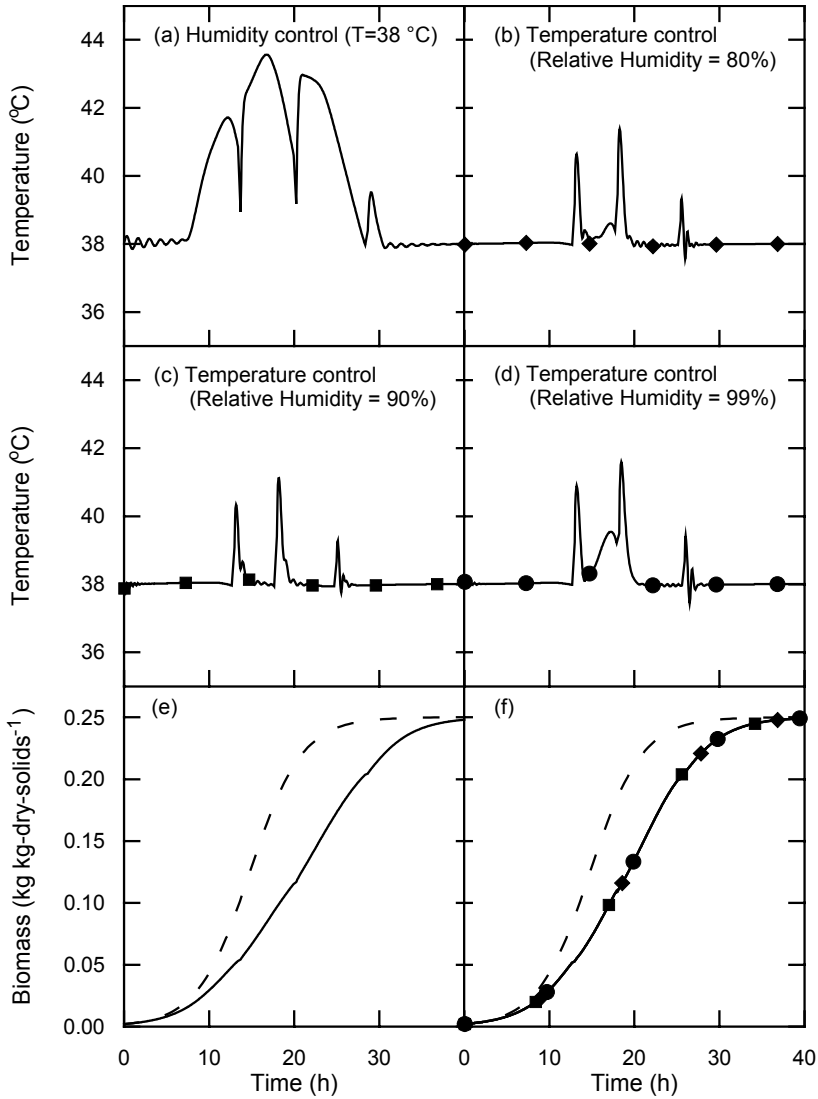 (a) Humidity control (T=38 °C)
(b) Temperature control
(Relative Humidity = 80%)
Temperature (ºC)
44
42
40
38
36
(c) Temperature control
(Relative Humidity = 90%)
(d) Temperature control
(Relative Humidity = 99%)
Temperature (ºC)
44
42
40
38
36
(e)
(f)
Biomass (kg kg-dry-solids⁻¹)
0.25
0.20
0.15
0.10
0.05
0.00
0 10 20 30 0 10 20 30 40
Time (h)
Time (h)